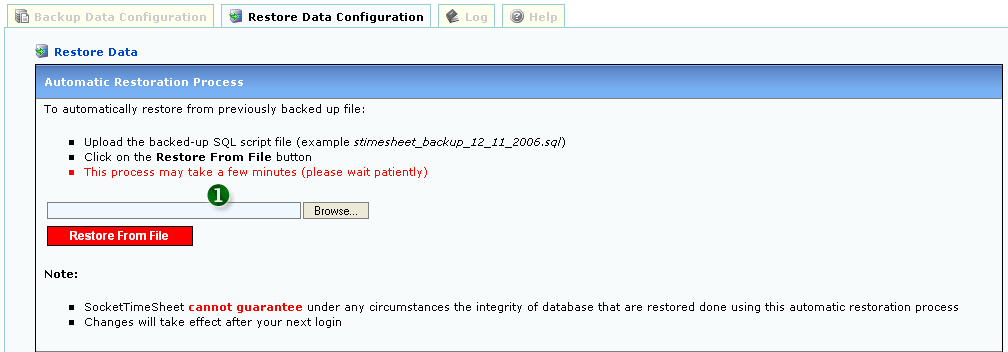 Backup Data Configuration Restore Data Configuration Log Help
Restore Data
Automatic Restoration Process
To automatically restore from previously backed up file:
Upload the backed-up SQL script file (example stimesheet_backup_12_11_2006.sql)
Click on the Restore From File button
This process may take a few minutes (please wait patiently)
1
Browse...
Restore From File
Note:
SocketTimeSheet cannot guarantee under any circumstances the integrity of database that are restored done using this automatic restoration process
Changes will take effect after your next login